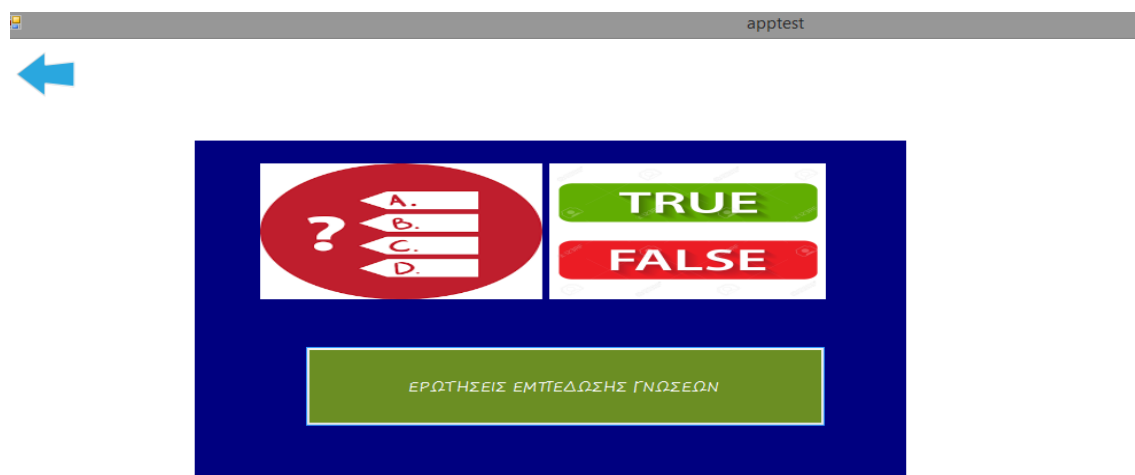 apptest
?
A.
B.
C.
D.
TRUE
FALSE
ΕΡΩΤΗΣΕΙΣ ΕΜΠΕΔΩΣΗΣ ΓΝΩΣΕΩΝ